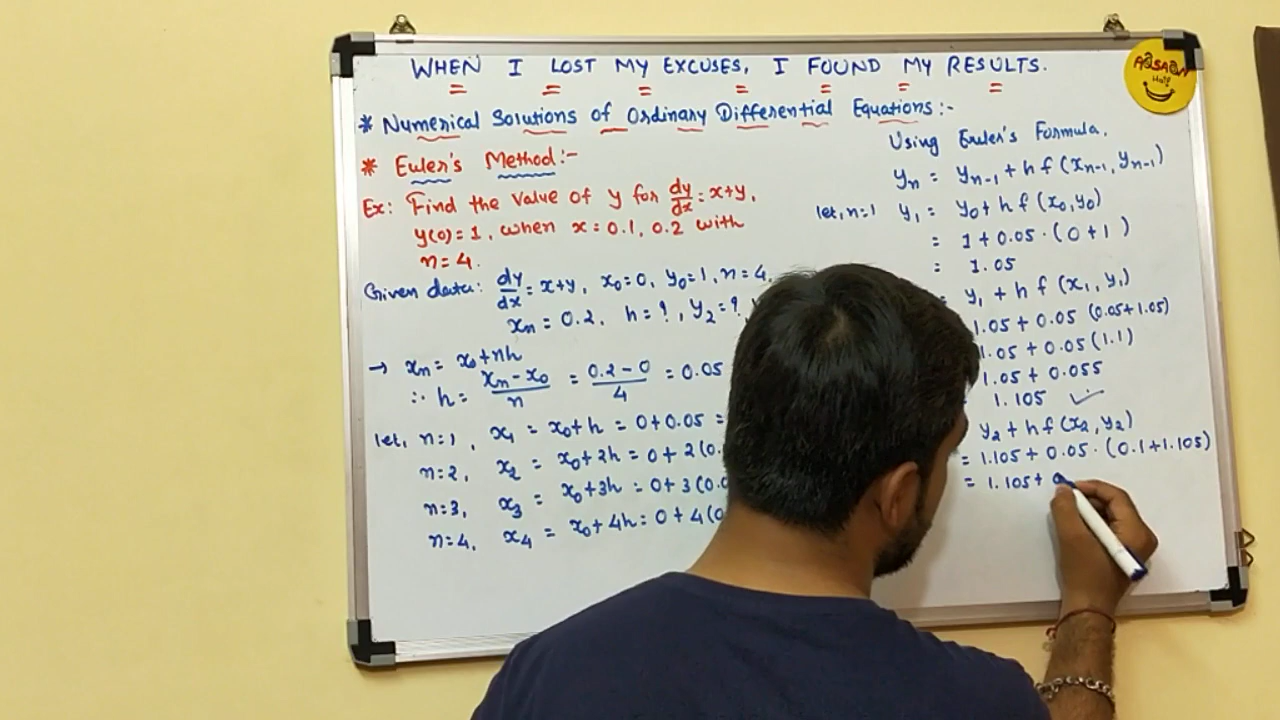 WHEN I LOST MY EXCUSES, I FOUND MY RESULTS.
AASAAN
Hai!
* Numerical Solutions of Ordinary Differential Equations :-
* Euler's Method :-
Ex: Find the value of y for dy/dx = x+y,
y(0) = 1, when x = 0.1, 0.2 with
n = 4.
Given data: dy/dx = x+y, x₀=0, y₀=1, n=4,
xₙ = 0.2, h = ?, y₂ = ?,
→ xₙ = x₀+nh
∴ h = (xₙ - x₀)/n = (0.2 - 0)/4 = 0.05
let, n=1, x₁ = x₀+h = 0+0.05 =
n=2, x₂ = x₀+2h = 0+2(0.
n=3, x₃ = x₀+3h = 0+3(0.0
n=4, x₄ = x₀+4h = 0+4(0
Using Euler's Formula,
yₙ = yₙ₋₁ + h f(xₙ₋₁, yₙ₋₁)
let, n=1 y₁ = y₀ + h f(x₀, y₀)
= 1 + 0.05 · (0+1)
= 1.05
= y₁ + h f(x₁, y₁)
1.05 + 0.05 (0.05+1.05)
1.05 + 0.05 (1.1)
1.05 + 0.055
1.105 ✓
y₂ + h f(x₂, y₂)
= 1.105 + 0.05 · (0.1+1.105)
= 1.105 + 0